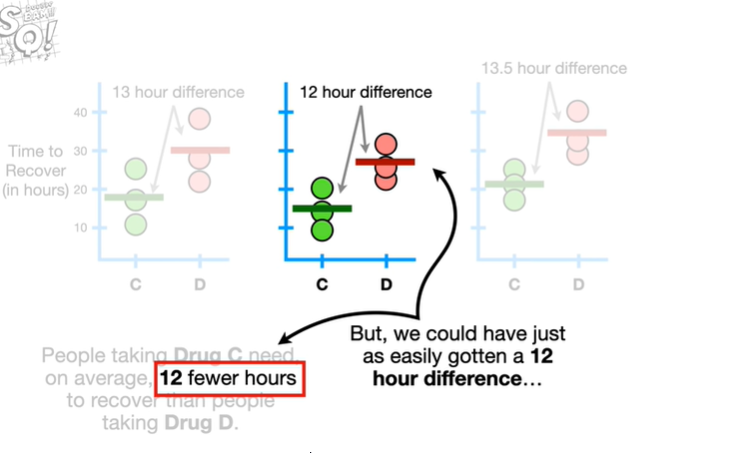 SQ!
13.5 hour difference
13 hour difference
12 hour difference
40
Time to
30
Recover
(in hours)
20
10
C
D
C
D
C
D
But, we could have just
as easily gotten a 12
hour difference…
People taking Drug C need,
on average, 12 fewer hours
to recover than people
taking Drug D.